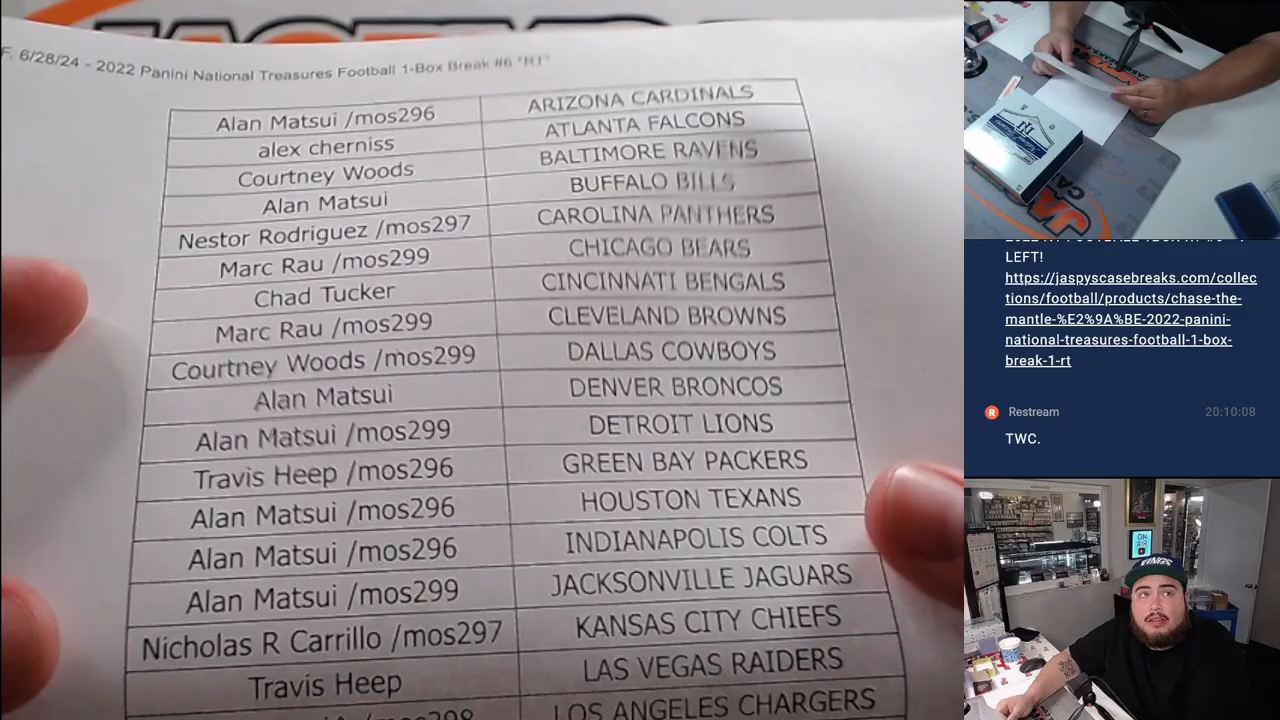 F. 6/28/24 - 2022 Panini National Treasures Football 1-Box Break #6 "RT"
Alan Matsui /mos296 ARIZONA CARDINALS
alex cherniss ATLANTA FALCONS
Courtney Woods BALTIMORE RAVENS
Alan Matsui BUFFALO BILLS
Nestor Rodriguez /mos297 CAROLINA PANTHERS
Marc Rau /mos299 CHICAGO BEARS
Chad Tucker CINCINNATI BENGALS
Marc Rau /mos299 CLEVELAND BROWNS
Courtney Woods /mos299 DALLAS COWBOYS
Alan Matsui DENVER BRONCOS
Alan Matsui /mos299 DETROIT LIONS
Travis Heep /mos296 GREEN BAY PACKERS
Alan Matsui /mos296 HOUSTON TEXANS
Alan Matsui /mos296 INDIANAPOLIS COLTS
Alan Matsui /mos299 JACKSONVILLE JAGUARS
Nicholas R Carrillo /mos297 KANSAS CITY CHIEFS
Travis Heep LAS VEGAS RAIDERS
/mos298 LOS ANGELES CHARGERS
LEFT!
https://jaspyscasebreaks.com/collec
tions/football/products/chase-the-
mantle-%E2%9A%BE-2022-panini-
national-treasures-football-1-box-
break-1-rt
Restream 20:10:08
TWC.
ON
AIR
KINGS